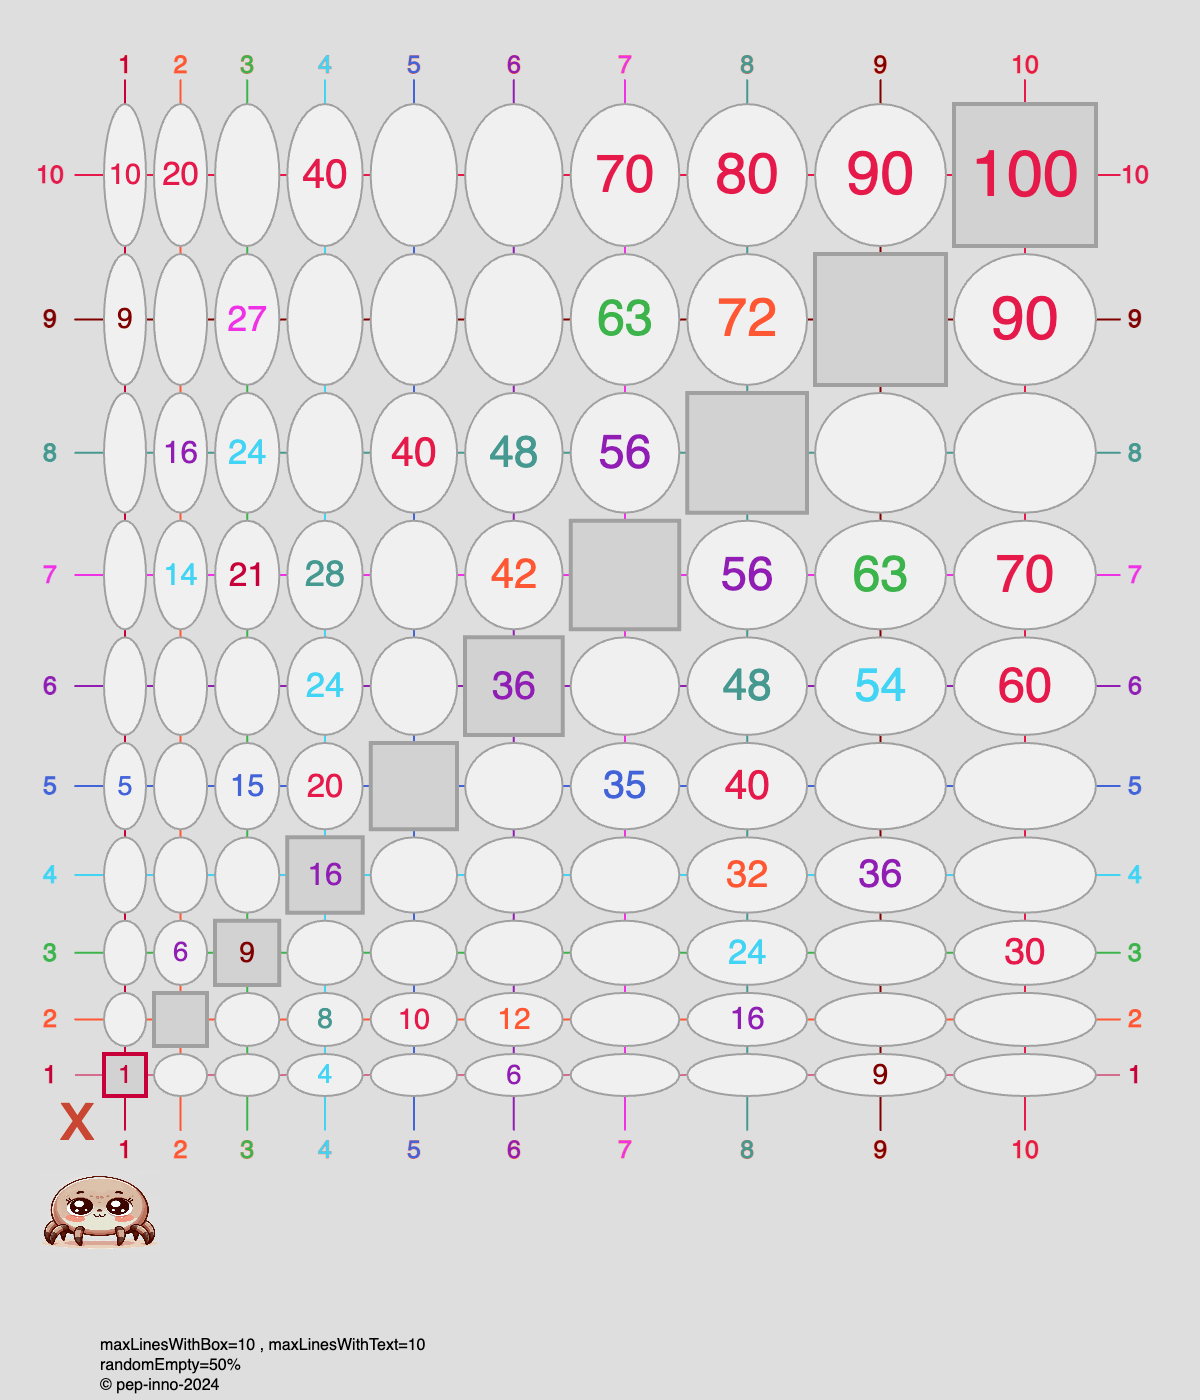 1 2 3 4 5 6 7 8 9 10
10 10 20 40 70 80 90 100 10
9 9 27 63 72 90 9
8 16 24 40 48 56 8
7 14 21 28 42 56 63 70 7
6 24 36 48 54 60 6
5 5 15 20 35 40 5
4 16 32 36 4
3 6 9 24 30 3
2 8 10 12 16 2
1 1 4 6 9 1
X
1 2 3 4 5 6 7 8 9 10
maxLinesWithBox=10 , maxLinesWithText=10
randomEmpty=50%
© pep-inno-2024